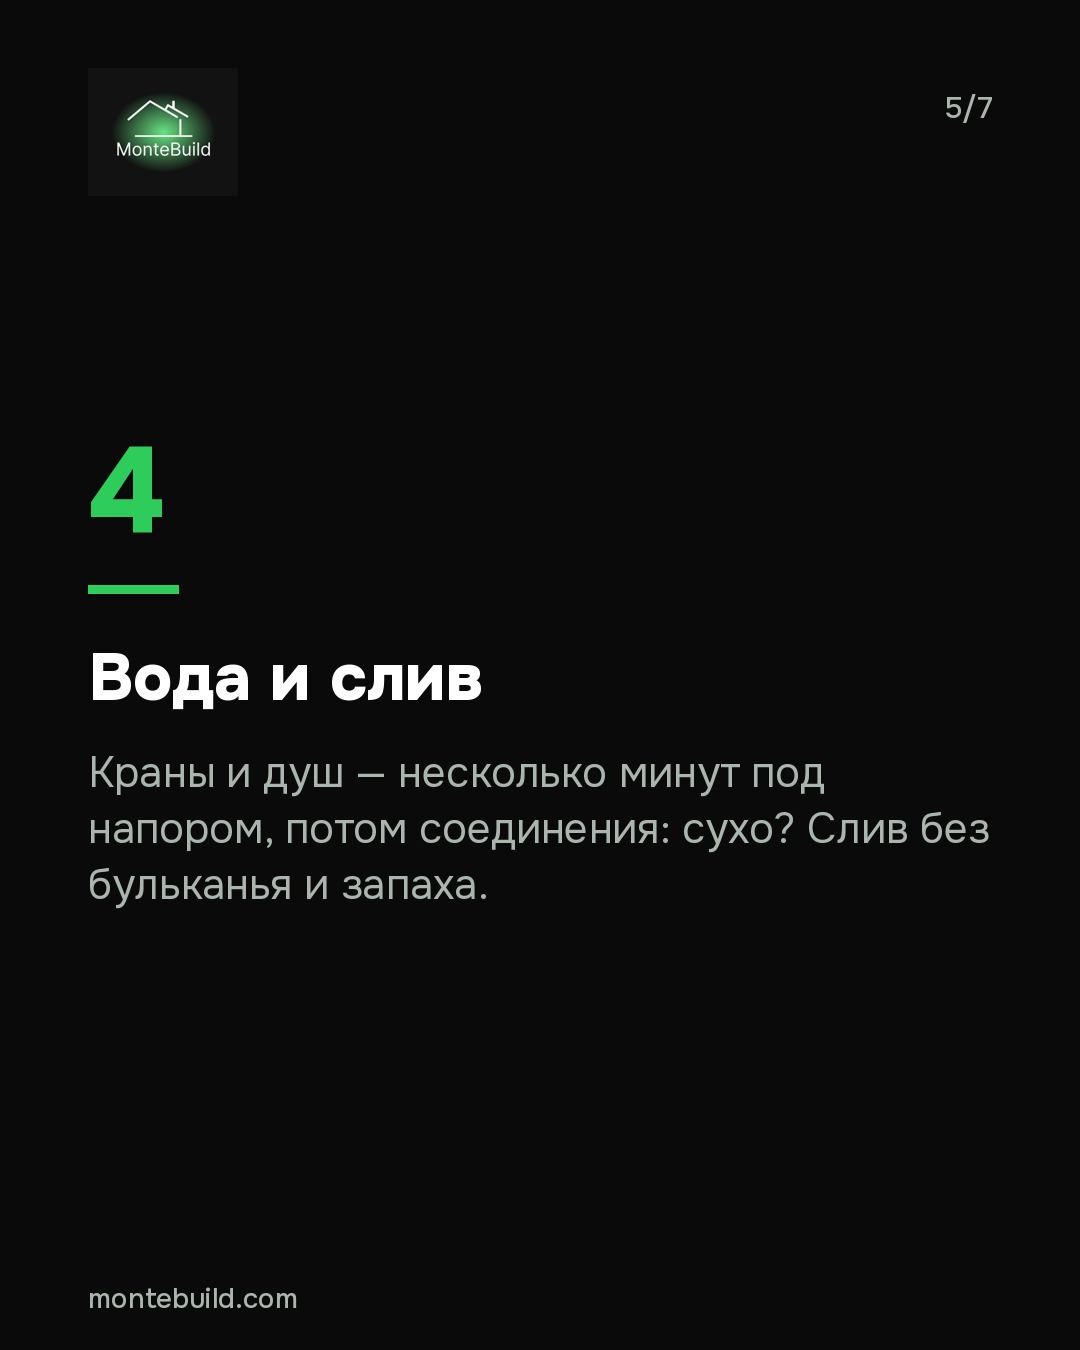 MonteBuild
5/7
4
Вода и слив
Краны и душ — несколько минут под
напором, потом соединения: сухо? Слив без
бульканья и запаха.
montebuild.com